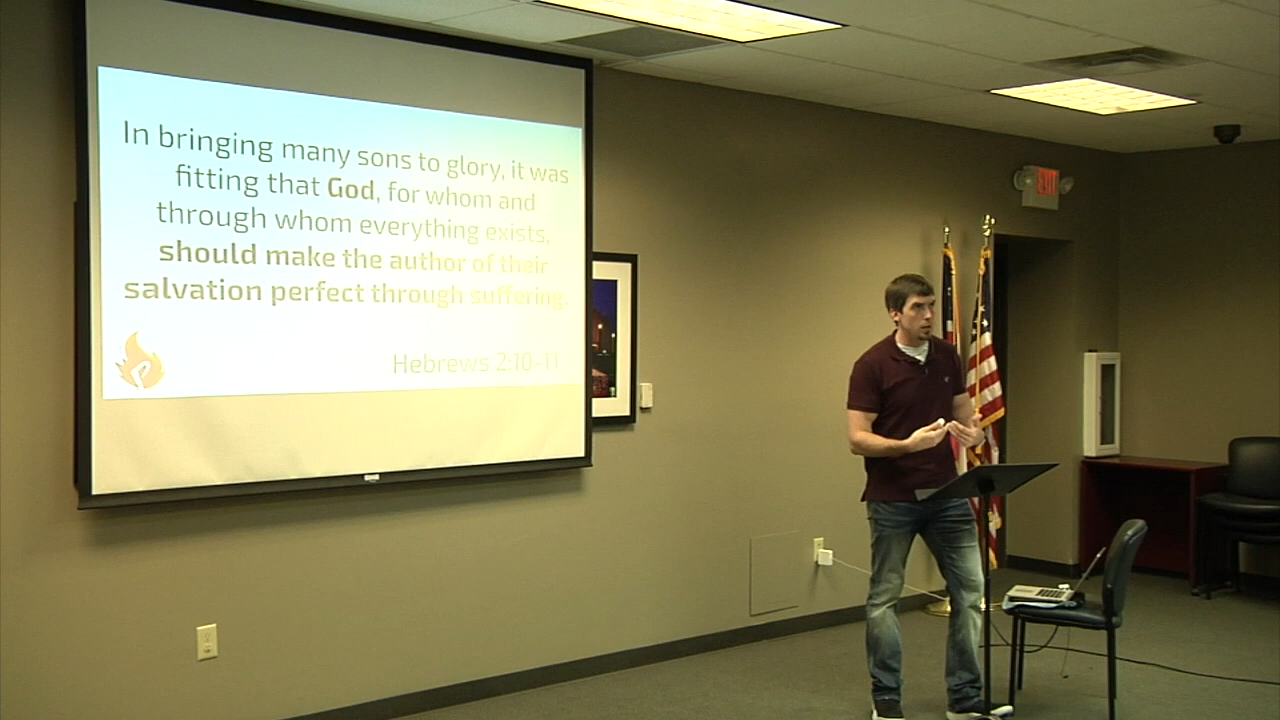 In bringing many sons to glory, it was
fitting that God, for whom and
through whom everything exists,
should make the author of their
salvation perfect through suffering.
Hebrews 2:10-11
P
EXIT